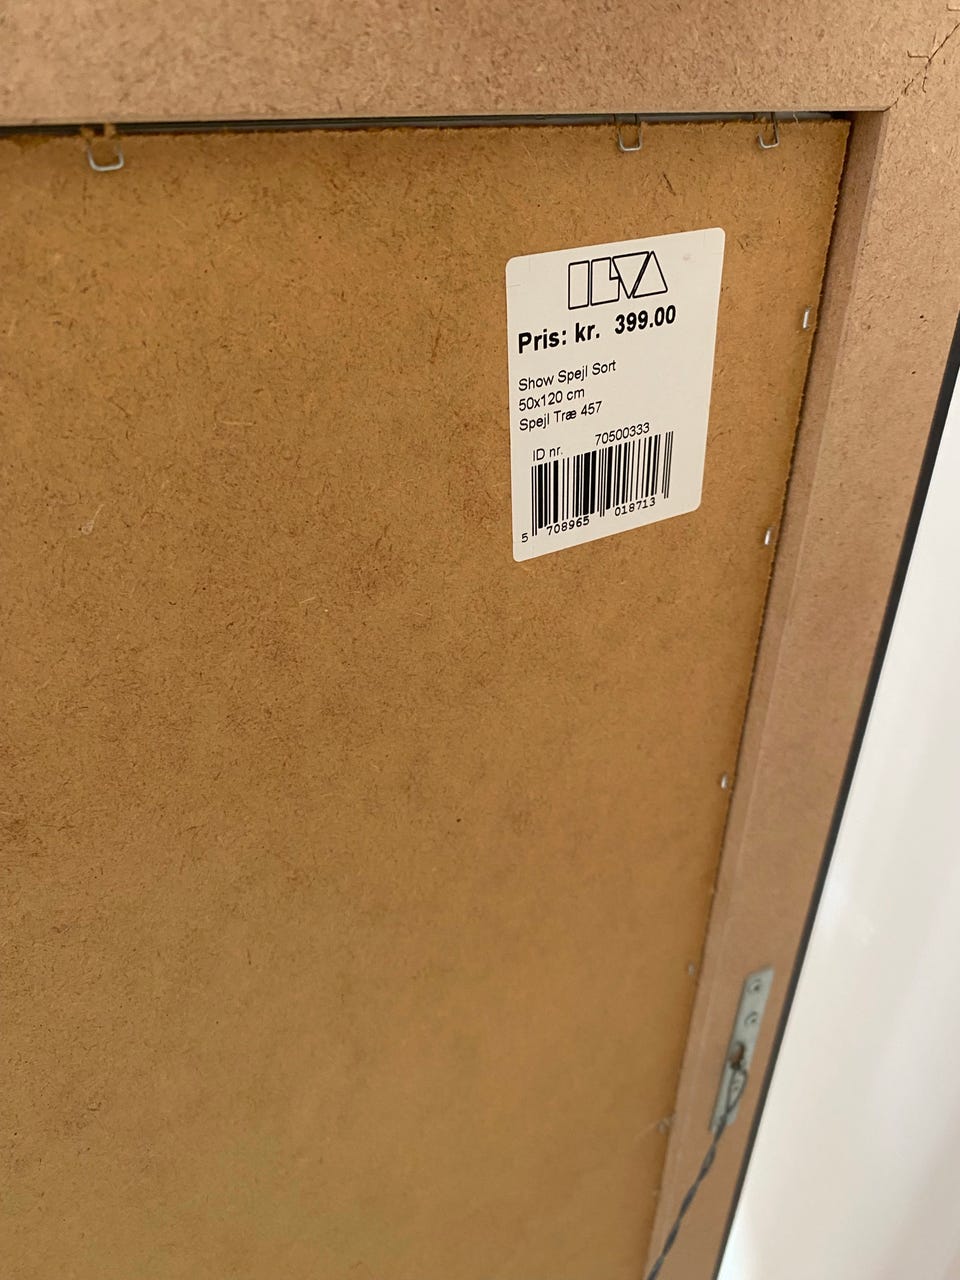 ILVA
Pris: kr. 399.00
Show Spejl Sort
50x120 cm
Spejl Træ 457
ID nr. 70500333
5 708965 018713